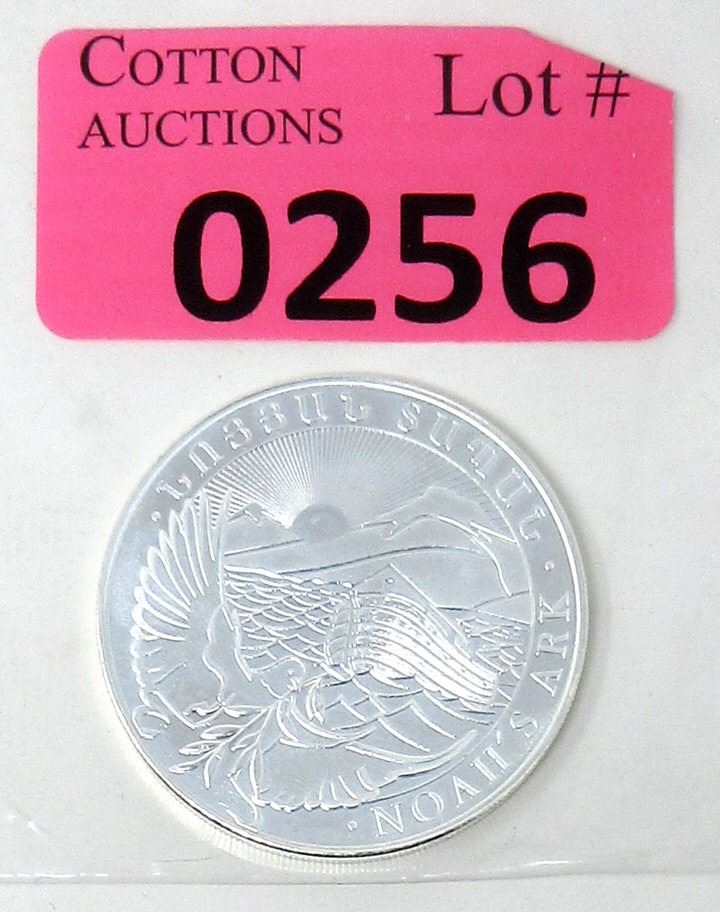 COTTON
AUCTIONS
Lot #
0256
· ՆՈՅՅԱՆ ՏԱՊԱՆ ·
· NOAH'S ARK